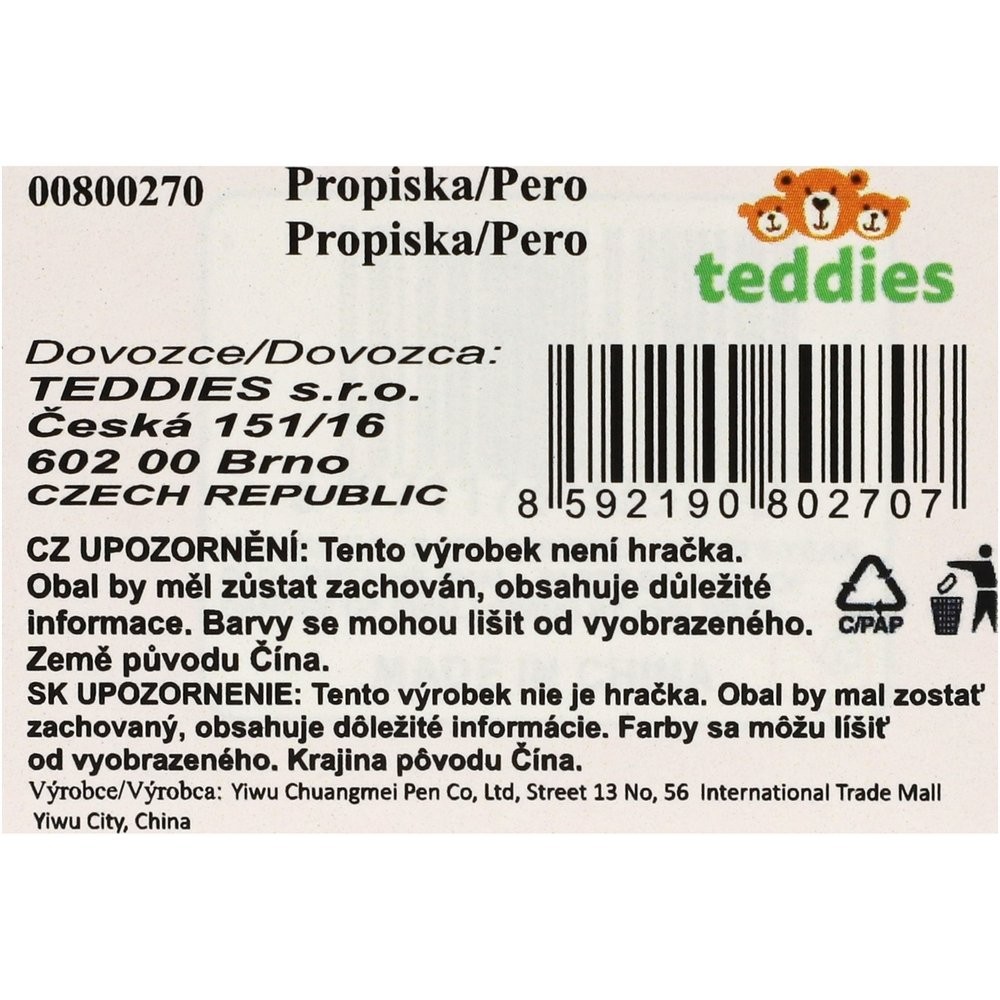 00800270
Propiska/Pero
Propiska/Pero
teddies
Dovozce/Dovozca:
TEDDIES s.r.o.
Česká 151/16
602 00 Brno
CZECH REPUBLIC
8 592190 802707
CZ UPOZORNĚNÍ: Tento výrobek není hračka.
Obal by měl zůstat zachován, obsahuje důležité
informace. Barvy se mohou lišit od vyobrazeného.
Země původu Čína.
C/PAP
SK UPOZORNENIE: Tento výrobek nie je hračka. Obal by mal zostať
zachovaný, obsahuje dôležité informácie. Farby sa môžu líšiť
od vyobrazeného. Krajina pôvodu Čína.
Výrobce/Výrobca: Yiwu Chuangmei Pen Co, Ltd, Street 13 No, 56 International Trade Mall
Yiwu City, China
MADE IN CHINA